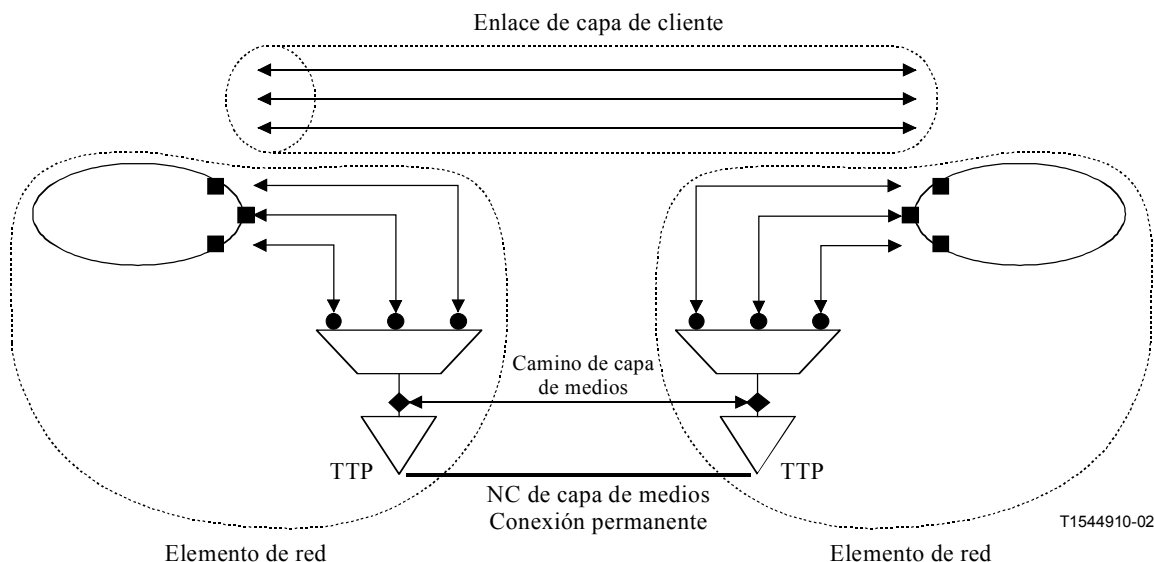 Enlace de capa de cliente
Camino de capa
de medios
TTP
TTP
NC de capa de medios
Conexión permanente
T1544910-02
Elemento de red
Elemento de red